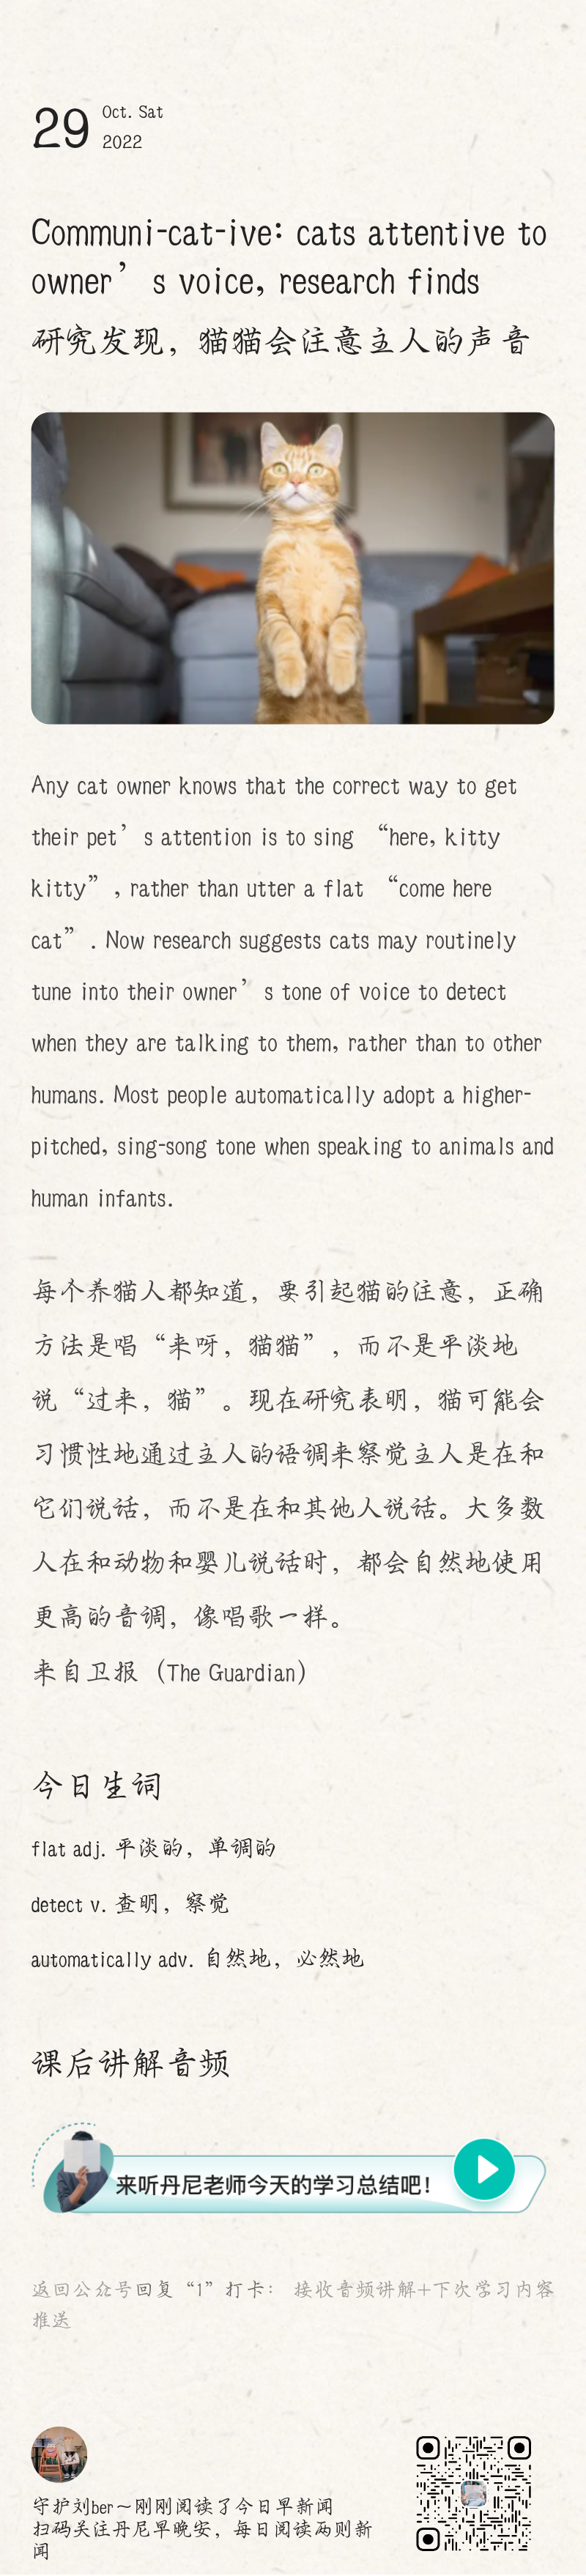 29
Oct. Sat
2022
Communi-cat-ive: cats attentive to
owner’s voice, research finds
研究发现，猫猫会注意主人的声音
Any cat owner knows that the correct way to get
their pet’s attention is to sing “here, kitty
kitty”, rather than utter a flat “come here
cat”. Now research suggests cats may routinely
tune into their owner’s tone of voice to detect
when they are talking to them, rather than to other
humans. Most people automatically adopt a higher-
pitched, sing-song tone when speaking to animals and
human infants.
每个养猫人都知道，要引起猫的注意，正确
方法是唱“来呀，猫猫”，而不是平淡地
说“过来，猫”。现在研究表明，猫可能会
习惯性地通过主人的语调来察觉主人是在和
它们说话，而不是在和其他人说话。大多数
人在和动物和婴儿说话时，都会自然地使用
更高的音调，像唱歌一样。
来自卫报（The Guardian）
今日生词
flat adj. 平淡的，单调的
detect v. 查明，察觉
automatically adv. 自然地，必然地
课后讲解音频
来听丹尼老师今天的学习总结吧！
返回公众号回复“1”打卡： 接收音频讲解+下次学习内容
推送
守护刘ber～刚刚阅读了今日早新闻
扫码关注丹尼早晚安，每日阅读两则新
闻